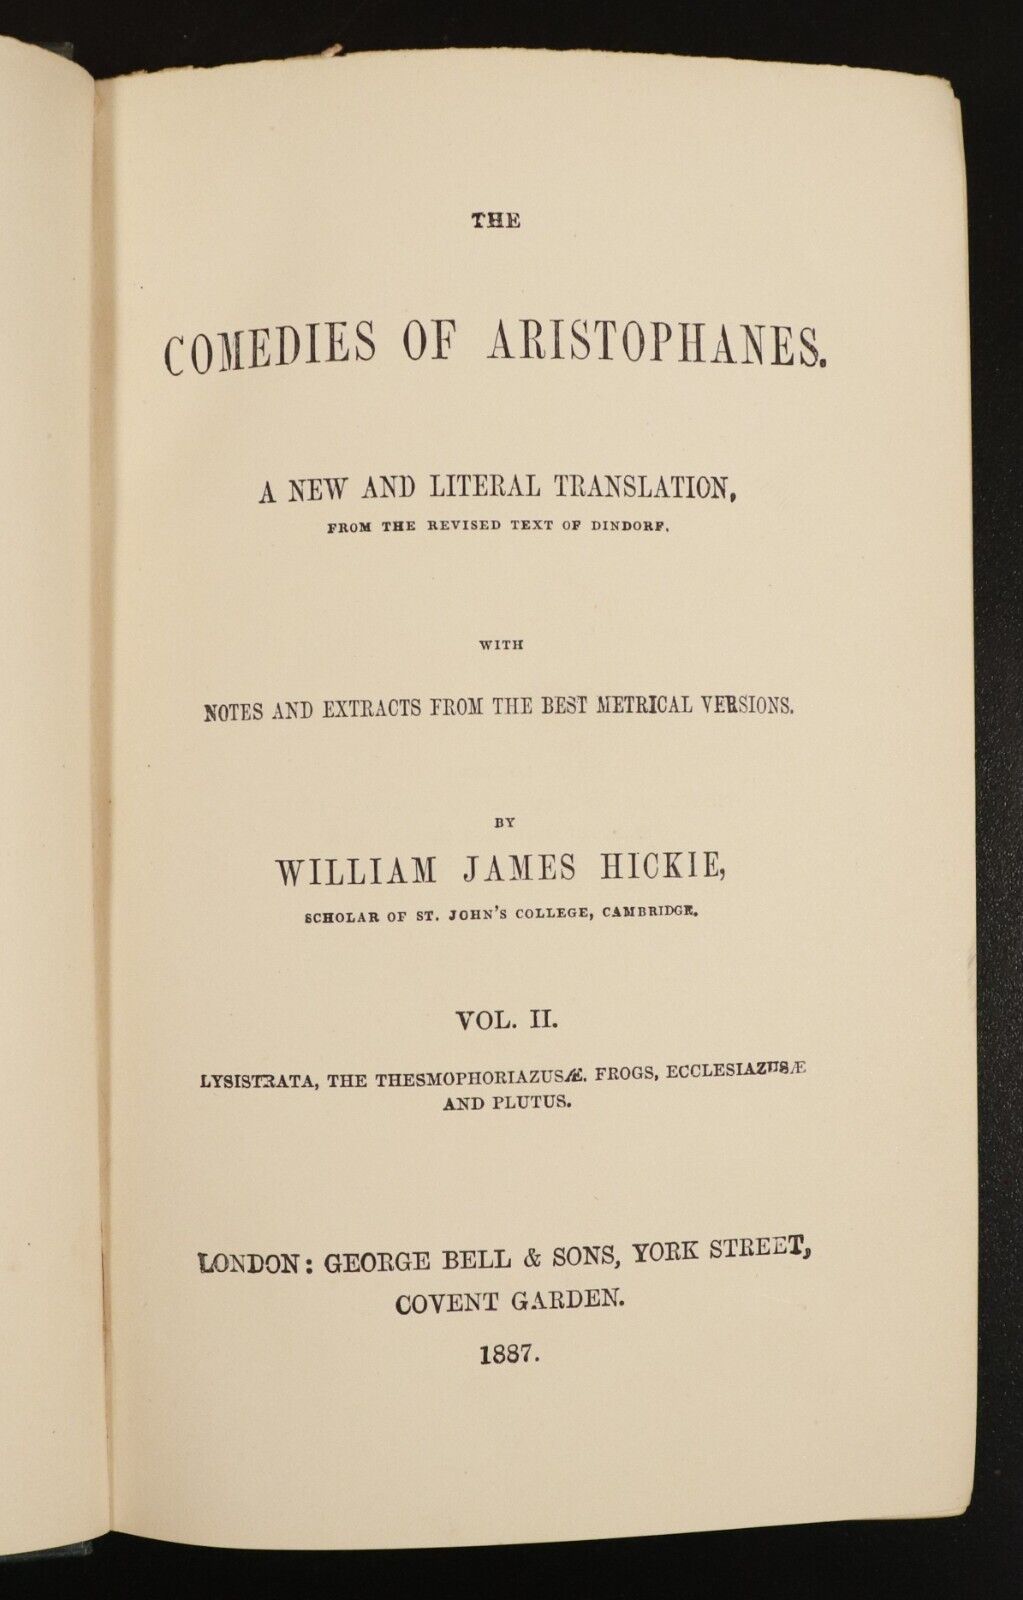 THE
COMEDIES OF ARISTOPHANES.
A NEW AND LITERAL TRANSLATION,
FROM THE REVISED TEXT OF DINDORF.
WITH
NOTES AND EXTRACTS FROM THE BEST METRICAL VERSIONS.
BY
WILLIAM JAMES HICKIE,
SCHOLAR OF ST. JOHN'S COLLEGE, CAMBRIDGE.
VOL. II.
LYSISTRATA, THE THESMOPHORIAZUSÆ. FROGS, ECCLESIAZUSÆ
AND PLUTUS.
LONDON: GEORGE BELL & SONS, YORK STREET,
COVENT GARDEN.
1887.